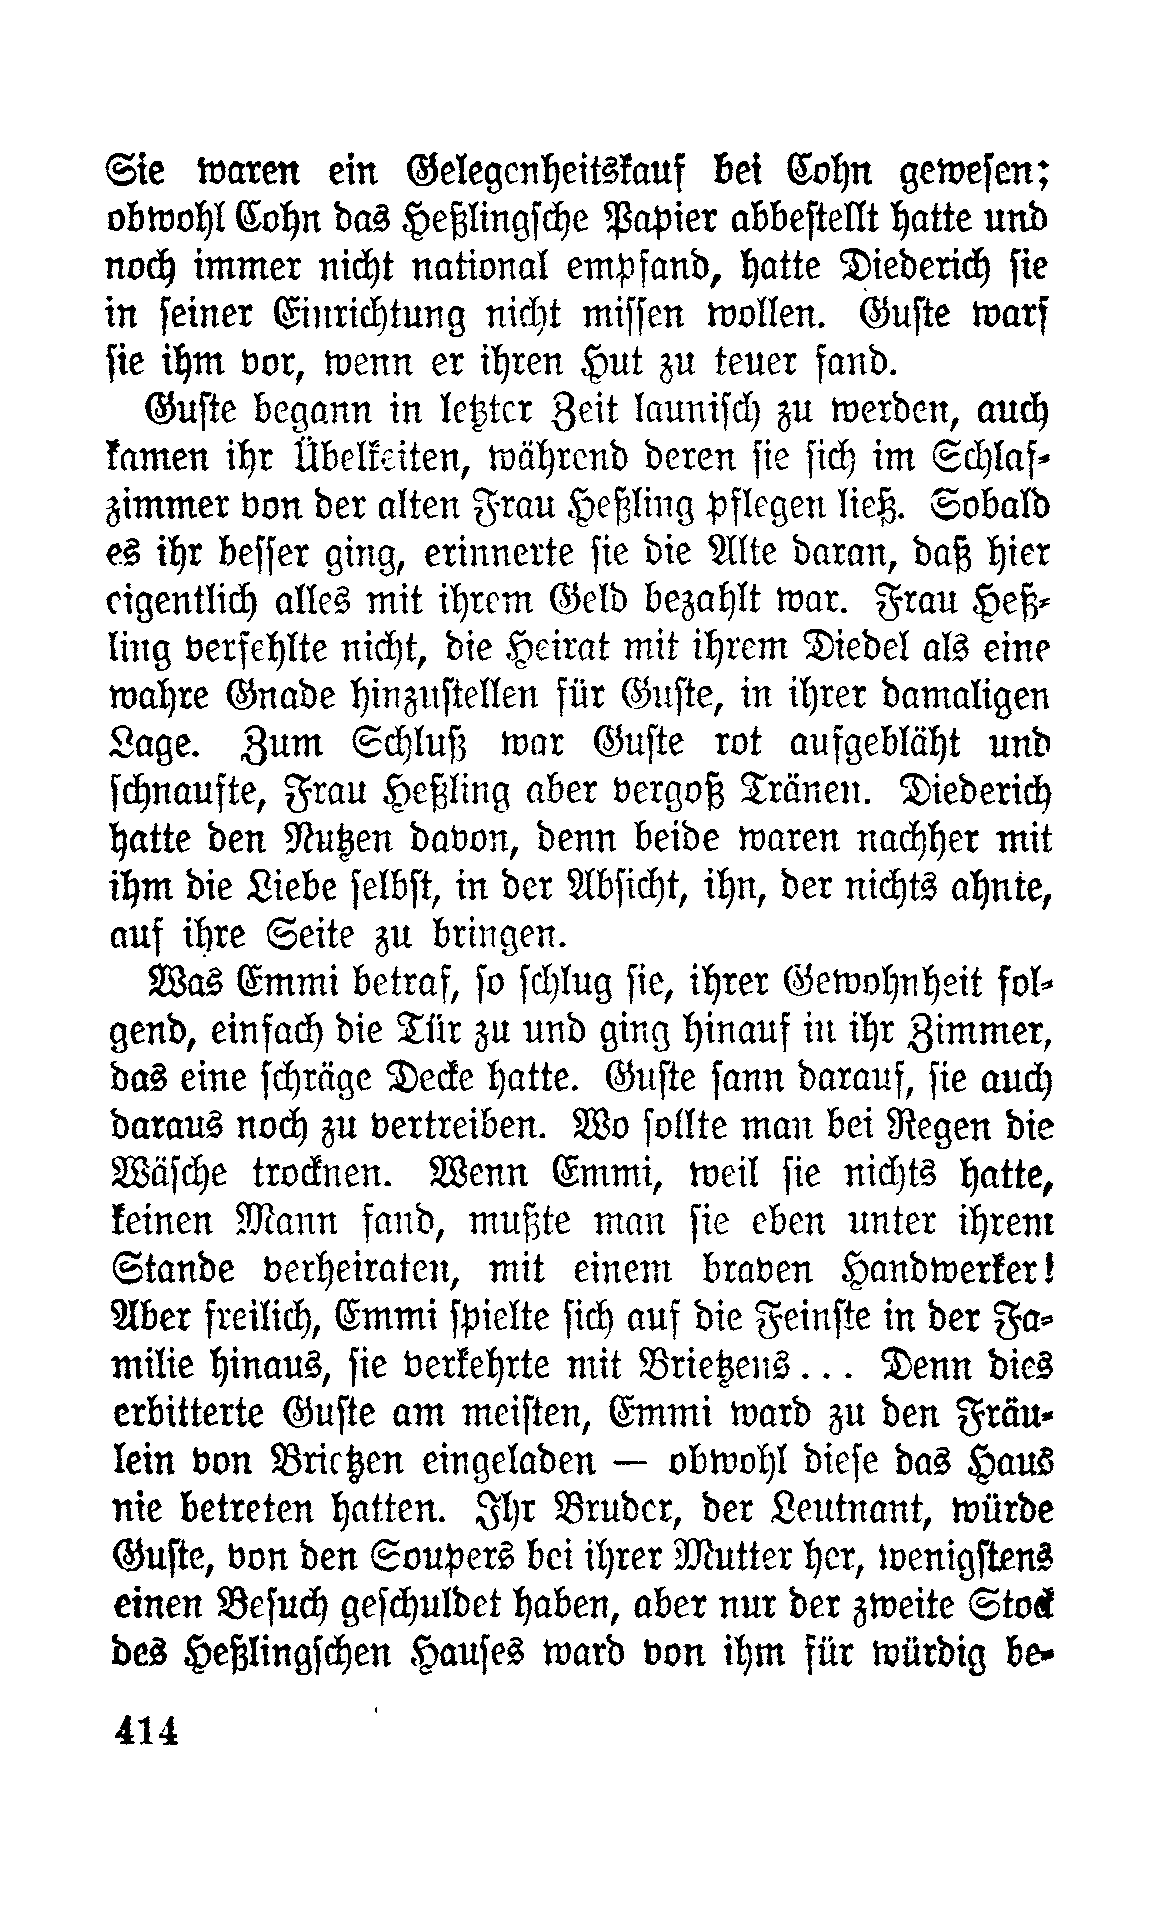 Sie waren ein Gelegenheitskauf bei Cohn gewesen;
obwohl Cohn das Heßlingsche Papier abbestellt hatte und
noch immer nicht national empfand, hatte Diederich sie
in seiner Einrichtung nicht missen wollen. Guste warf
sie ihm vor, wenn er ihren Hut zu teuer fand.
Guste begann in letzter Zeit launisch zu werden, auch
kamen ihr Übelkeiten, während deren sie sich im Schlaf-
zimmer von der alten Frau Heßling pflegen ließ. Sobald
es ihr besser ging, erinnerte sie die Alte daran, daß hier
eigentlich alles mit ihrem Geld bezahlt war. Frau Heß-
ling verfehlte nicht, die Heirat mit ihrem Diedel als eine
wahre Gnade hinzustellen für Guste, in ihrer damaligen
Lage. Zum Schluß war Guste rot aufgebläht und
schnaufte, Frau Heßling aber vergoß Tränen. Diederich
hatte den Nutzen davon, denn beide waren nachher mit
ihm die Liebe selbst, in der Absicht, ihn, der nichts ahnte,
auf ihre Seite zu bringen.
Was Emmi betraf, so schlug sie, ihrer Gewohnheit fol-
gend, einfach die Tür zu und ging hinauf in ihr Zimmer,
das eine schräge Decke hatte. Guste sann darauf, sie auch
daraus noch zu vertreiben. Wo sollte man bei Regen die
Wäsche trocknen. Wenn Emmi, weil sie nichts hatte,
keinen Mann fand, mußte man sie eben unter ihrem
Stande verheiraten, mit einem braven Handwerker!
Aber freilich, Emmi spielte sich auf die Feinste in der Fa-
milie hinaus, sie verkehrte mit Brietzens... Denn dies
erbitterte Guste am meisten, Emmi ward zu den Fräu-
lein von Brietzen eingeladen — obwohl diese das Haus
nie betreten hatten. Ihr Bruder, der Leutnant, würde
Guste, von den Soupers bei ihrer Mutter her, wenigstens
einen Besuch geschuldet haben, aber nur der zweite Stock
des Heßlingschen Hauses ward von ihm für würdig be-
414